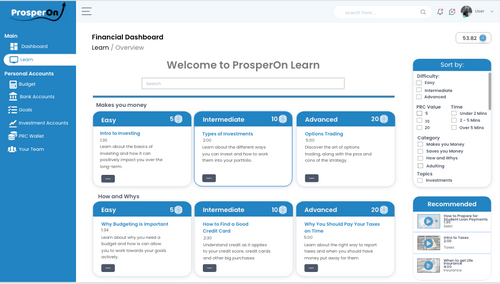 ProsperOn
Search here...
User
Main
Dashboard
Learn
Personal Accounts
Budget
Bank Accounts
Goals
Investment Accounts
PRC Wallet
Your Team
Financial Dashboard
Learn / Overview
53.82
Welcome to ProsperOn Learn
Search
Makes you money
Easy 5
Intro to Investing
1:30
Learn about the basics of
investing and how it can
positively impact you over the
long-term.
Intermediate 10
Types of Investments
2:00
Learn about the different ways
you can invest and how to work
them into your portfolio.
Advanced 20
Options Trading
5:00
Discover the art of options
trading, along with the pros and
cons of the strategy.
How and Whys
Easy 5
Why Budgeting is Important
1:34
Learn about why you need a
budget and how it can allow
you to work towards your goals
actively.
Intermediate 10
How to Find a Good
Credit Card
2:30
Understand credit as it applies
to your credit score, credit cards
and other big purchases
Advanced 20
Why You Should Pay Your Taxes
on Time
5:00
Learn about the right way to report
taxes and when you should have
money put away for them.
Sort by:
Difficulty:
Easy
Intermediate
Advanced
PRC Value
5
10
20
Time
Under 2 Mins
2 - 5 Mins
Over 5 Mins
Category
Makes you Money
Saves you Money
How and Whys
Adulting
Topics
Investments
Recommended
How to Prepare for
Student Loan Payments
Intro to Taxes
2:00
Taxes
When to get Life
Insurance
Insurance